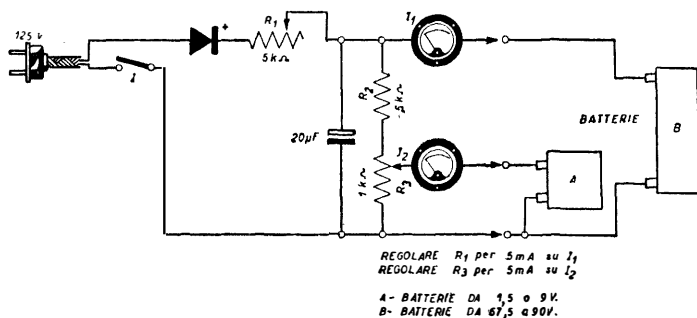 125 V
I
+
R1
5kΩ
20µF
R2
.5kΩ
1kΩ
R3
I1
I2
BATTERIE
A
B
REGOLARE R1 per 5mA su I1
REGOLARE R3 per 5mA su I2
A- BATTERIE DA 1,5 a 9V.
B- BATTERIE DA 67,5 a 90V.